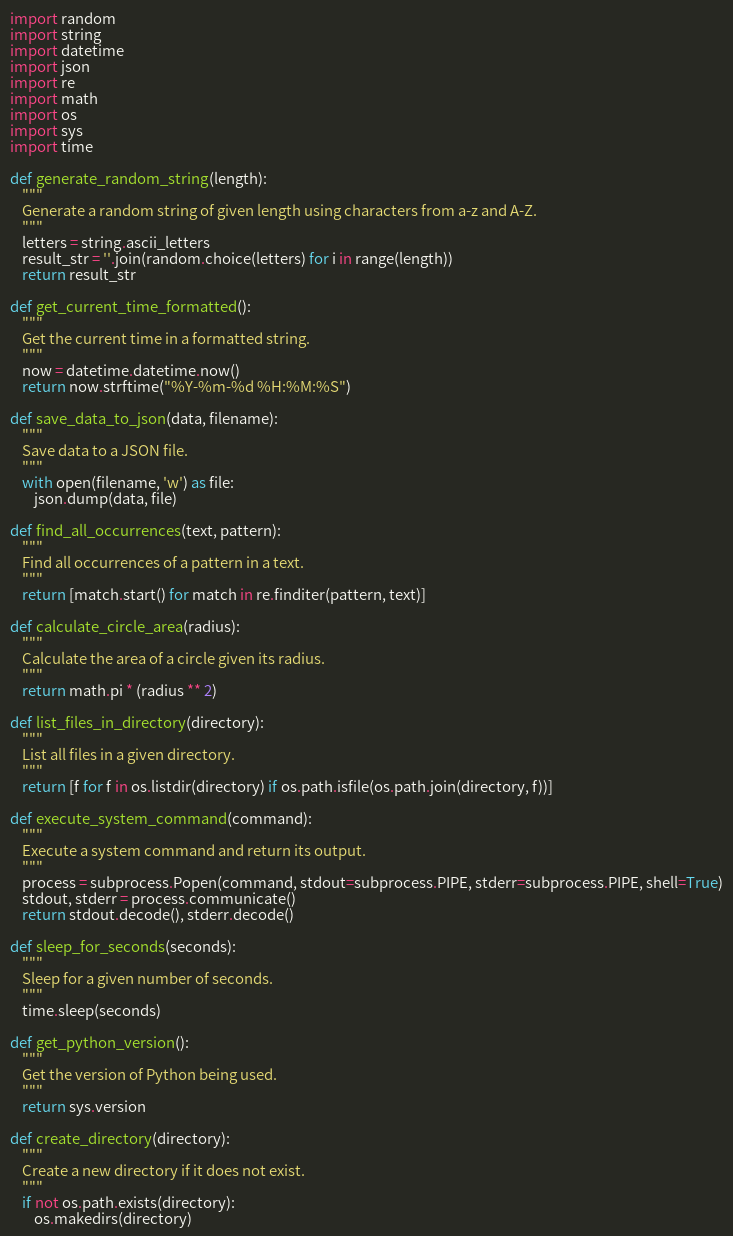 import random
import string
import datetime
import json
import re
import math
import os
import sys
import time

def generate_random_string(length):
    """
    Generate a random string of given length using characters from a-z and A-Z.
    """
    letters = string.ascii_letters
    result_str = ''.join(random.choice(letters) for i in range(length))
    return result_str

def get_current_time_formatted():
    """
    Get the current time in a formatted string.
    """
    now = datetime.datetime.now()
    return now.strftime("%Y-%m-%d %H:%M:%S")

def save_data_to_json(data, filename):
    """
    Save data to a JSON file.
    """
    with open(filename, 'w') as file:
        json.dump(data, file)

def find_all_occurrences(text, pattern):
    """
    Find all occurrences of a pattern in a text.
    """
    return [match.start() for match in re.finditer(pattern, text)]

def calculate_circle_area(radius):
    """
    Calculate the area of a circle given its radius.
    """
    return math.pi * (radius ** 2)

def list_files_in_directory(directory):
    """
    List all files in a given directory.
    """
    return [f for f in os.listdir(directory) if os.path.isfile(os.path.join(directory, f))]

def execute_system_command(command):
    """
    Execute a system command and return its output.
    """
    process = subprocess.Popen(command, stdout=subprocess.PIPE, stderr=subprocess.PIPE, shell=True)
    stdout, stderr = process.communicate()
    return stdout.decode(), stderr.decode()

def sleep_for_seconds(seconds):
    """
    Sleep for a given number of seconds.
    """
    time.sleep(seconds)

def get_python_version():
    """
    Get the version of Python being used.
    """
    return sys.version

def create_directory(directory):
    """
    Create a new directory if it does not exist.
    """
    if not os.path.exists(directory):
        os.makedirs(directory)